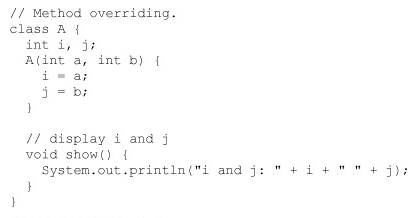 // Method overriding.
class A {
  int i, j;
  A(int a, int b) {
    i = a;
    j = b;
  }

  // display i and j
  void show() {
    System.out.println("i and j: " + i + " " + j);
  }
}